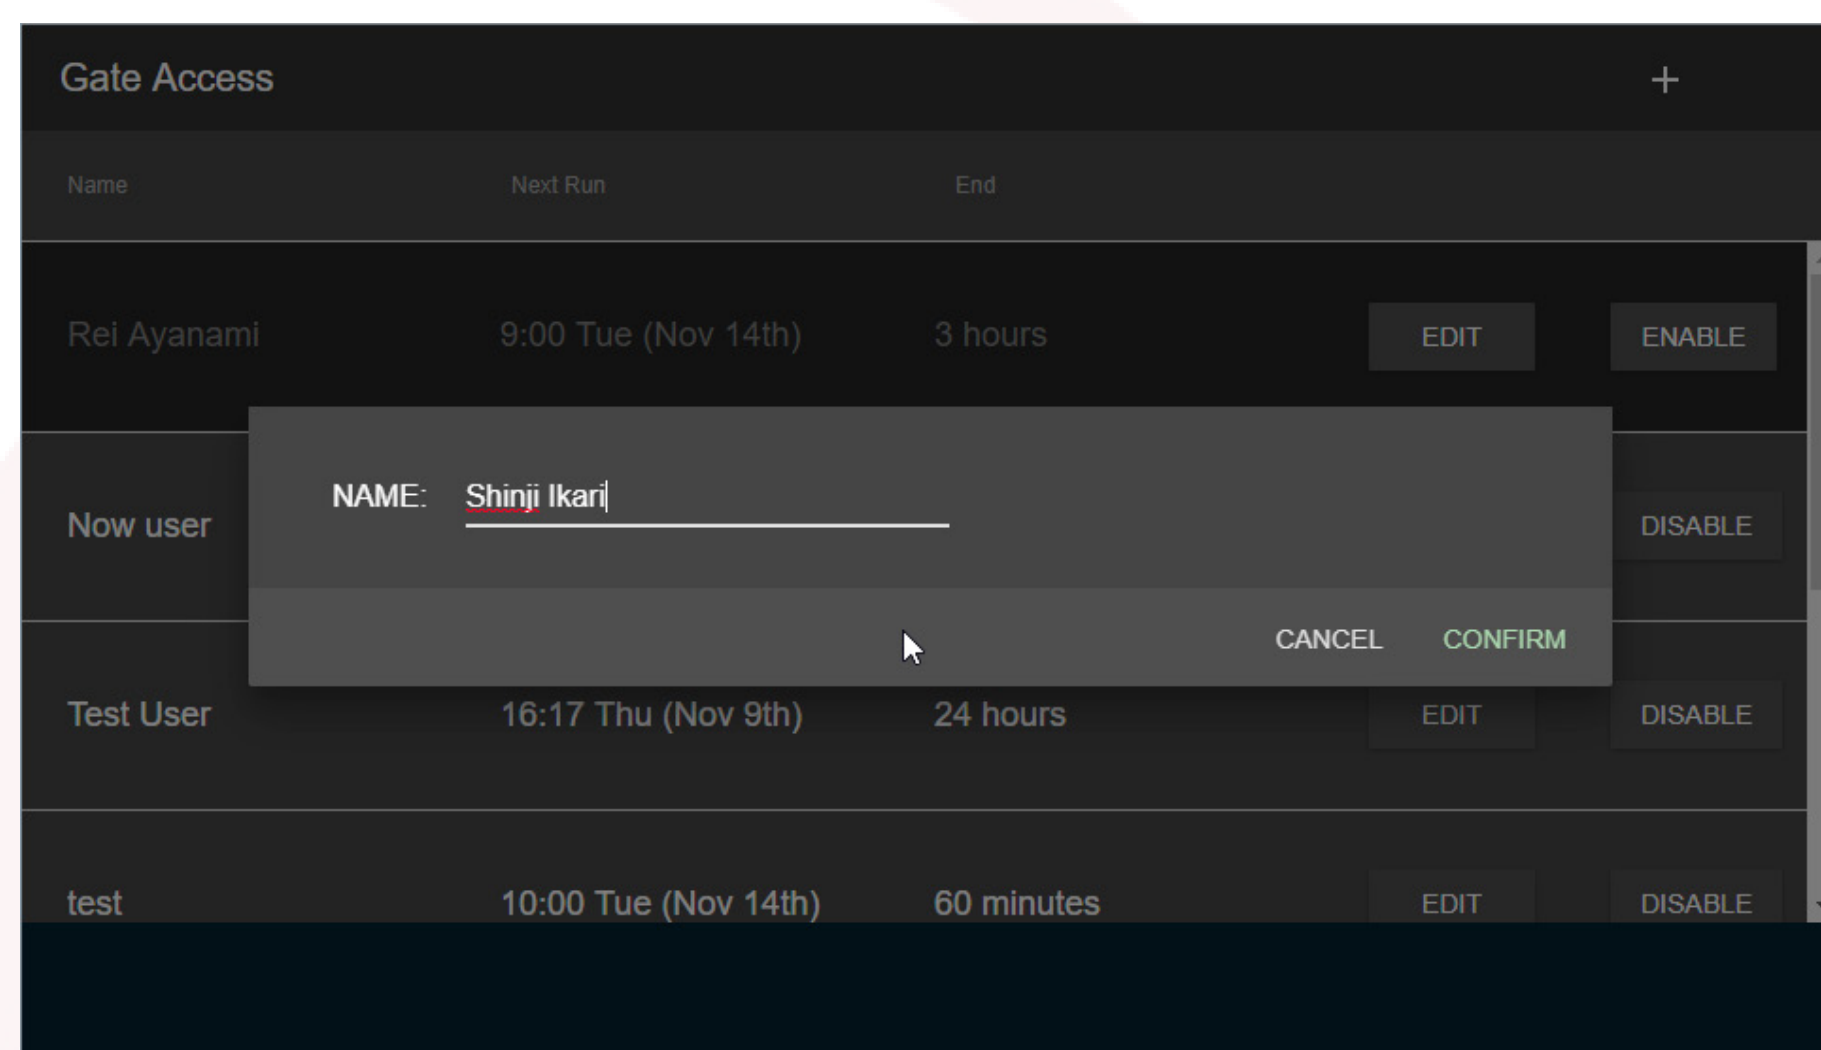 Gate Access +
Name Next Run End
Rei Ayanami 9:00 Tue (Nov 14th) 3 hours EDIT ENABLE
NAME: Shinji Ikari
Now user DISABLE
CANCEL CONFIRM
Test User 16:17 Thu (Nov 9th) 24 hours EDIT DISABLE
test 10:00 Tue (Nov 14th) 60 minutes EDIT DISABLE